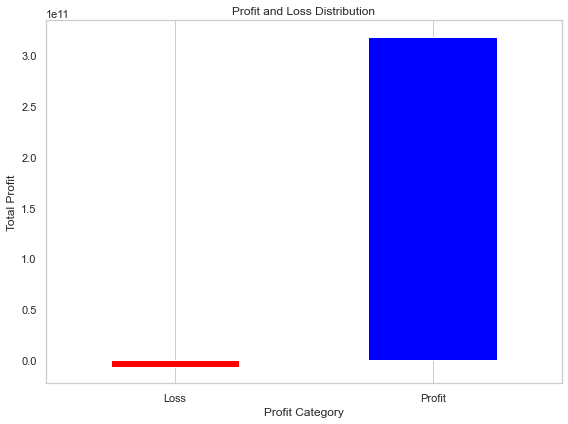 Profit and Loss Distribution
1e11
3.0
2.5
2.0
1.5
1.0
0.5
0.0
Total Profit
Loss Profit
Profit Category